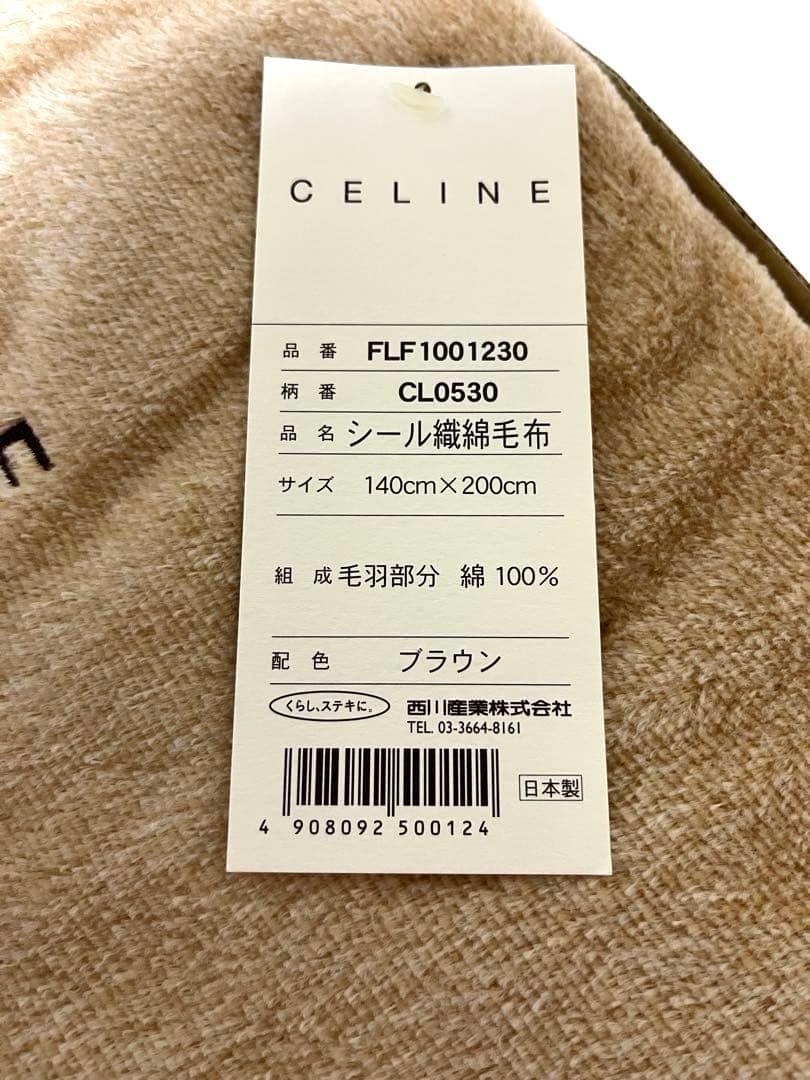 CELINE
品番 FLF1001230
柄番 CL0530
品名 シール織綿毛布
サイズ 140cm×200cm
組成 毛羽部分 綿100%
配色 ブラウン
くらし、ステキに。 西川産業株式会社
TEL. 03-3664-8161
日本製
4 908092 500124
E